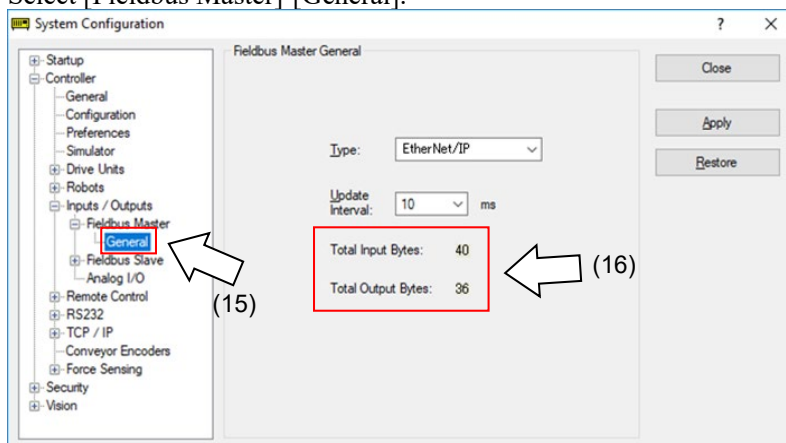 Select [Fieldbus Master]-[General].
System Configuration
? ×
Startup
Controller
General
Configuration
Preferences
Simulator
Drive Units
Robots
Inputs / Outputs
Fieldbus Master
General
Fieldbus Slave
Analog I/O
Remote Control
RS232
TCP / IP
Conveyor Encoders
Force Sensing
Security
Vision
(15)
Fieldbus Master General
Type: EtherNet/IP
Update
Interval: 10 ms
Total Input Bytes: 40
Total Output Bytes: 36
(16)
Close
Apply
Restore